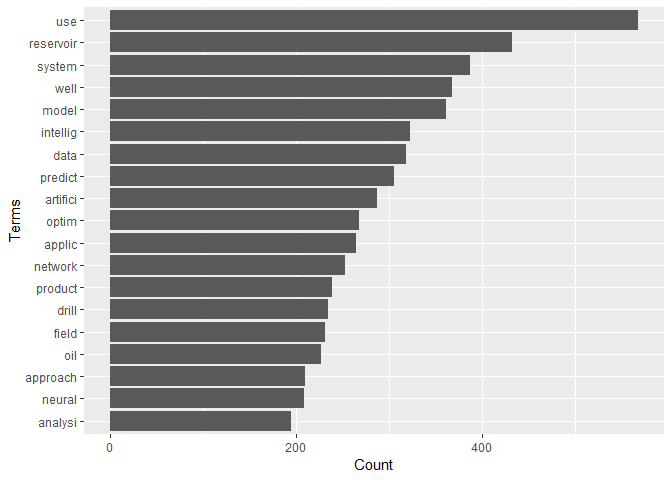 use
reservoir
system
well
model
intellig
data
predict
artifici
optim
applic
network
product
drill
field
oil
approach
neural
analysi
Terms
0 200 400
Count